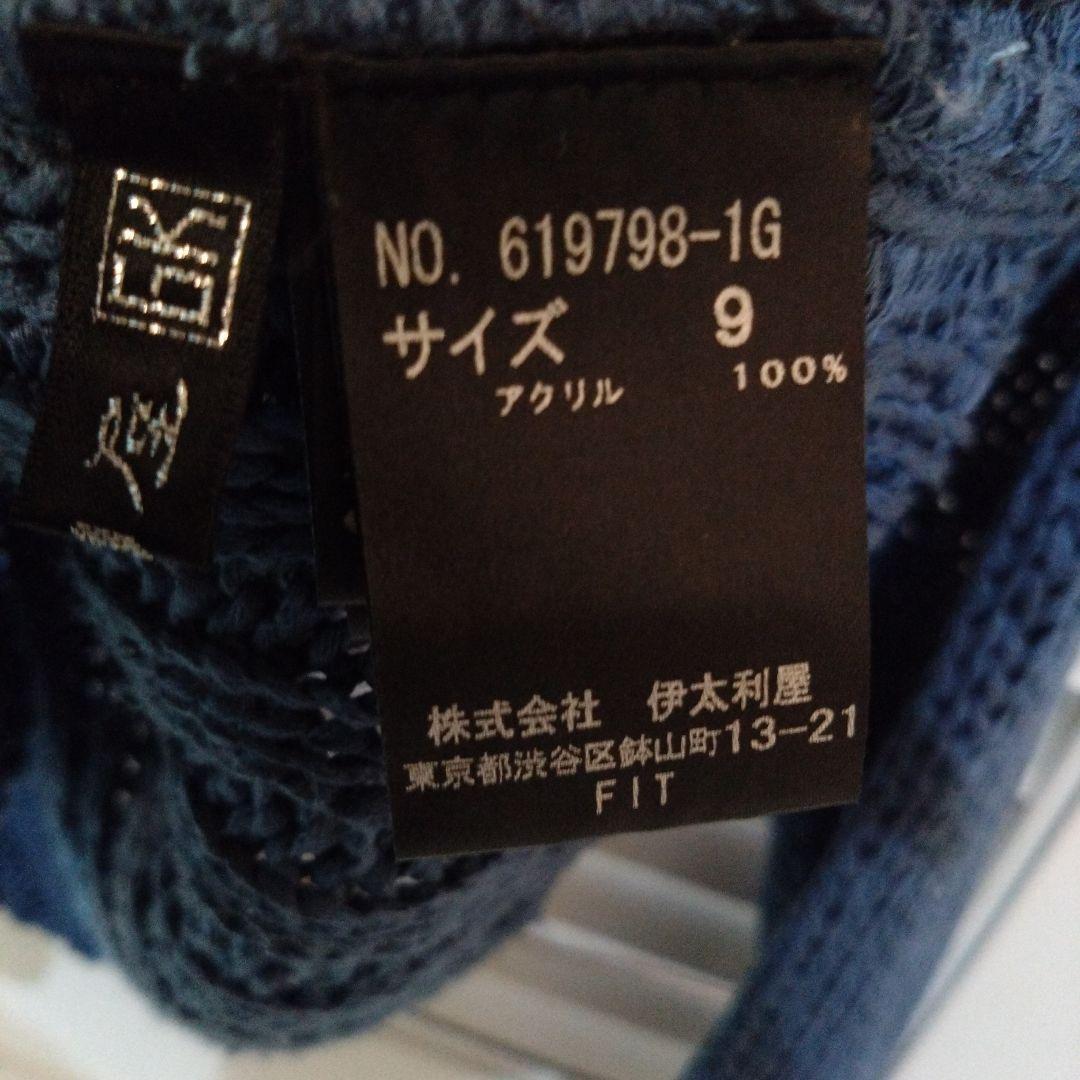 GK
NO. 619798-1G
サイズ 9
アクリル 100%
株式会社 伊太利屋
東京都渋谷区鉢山町13-21
FIT